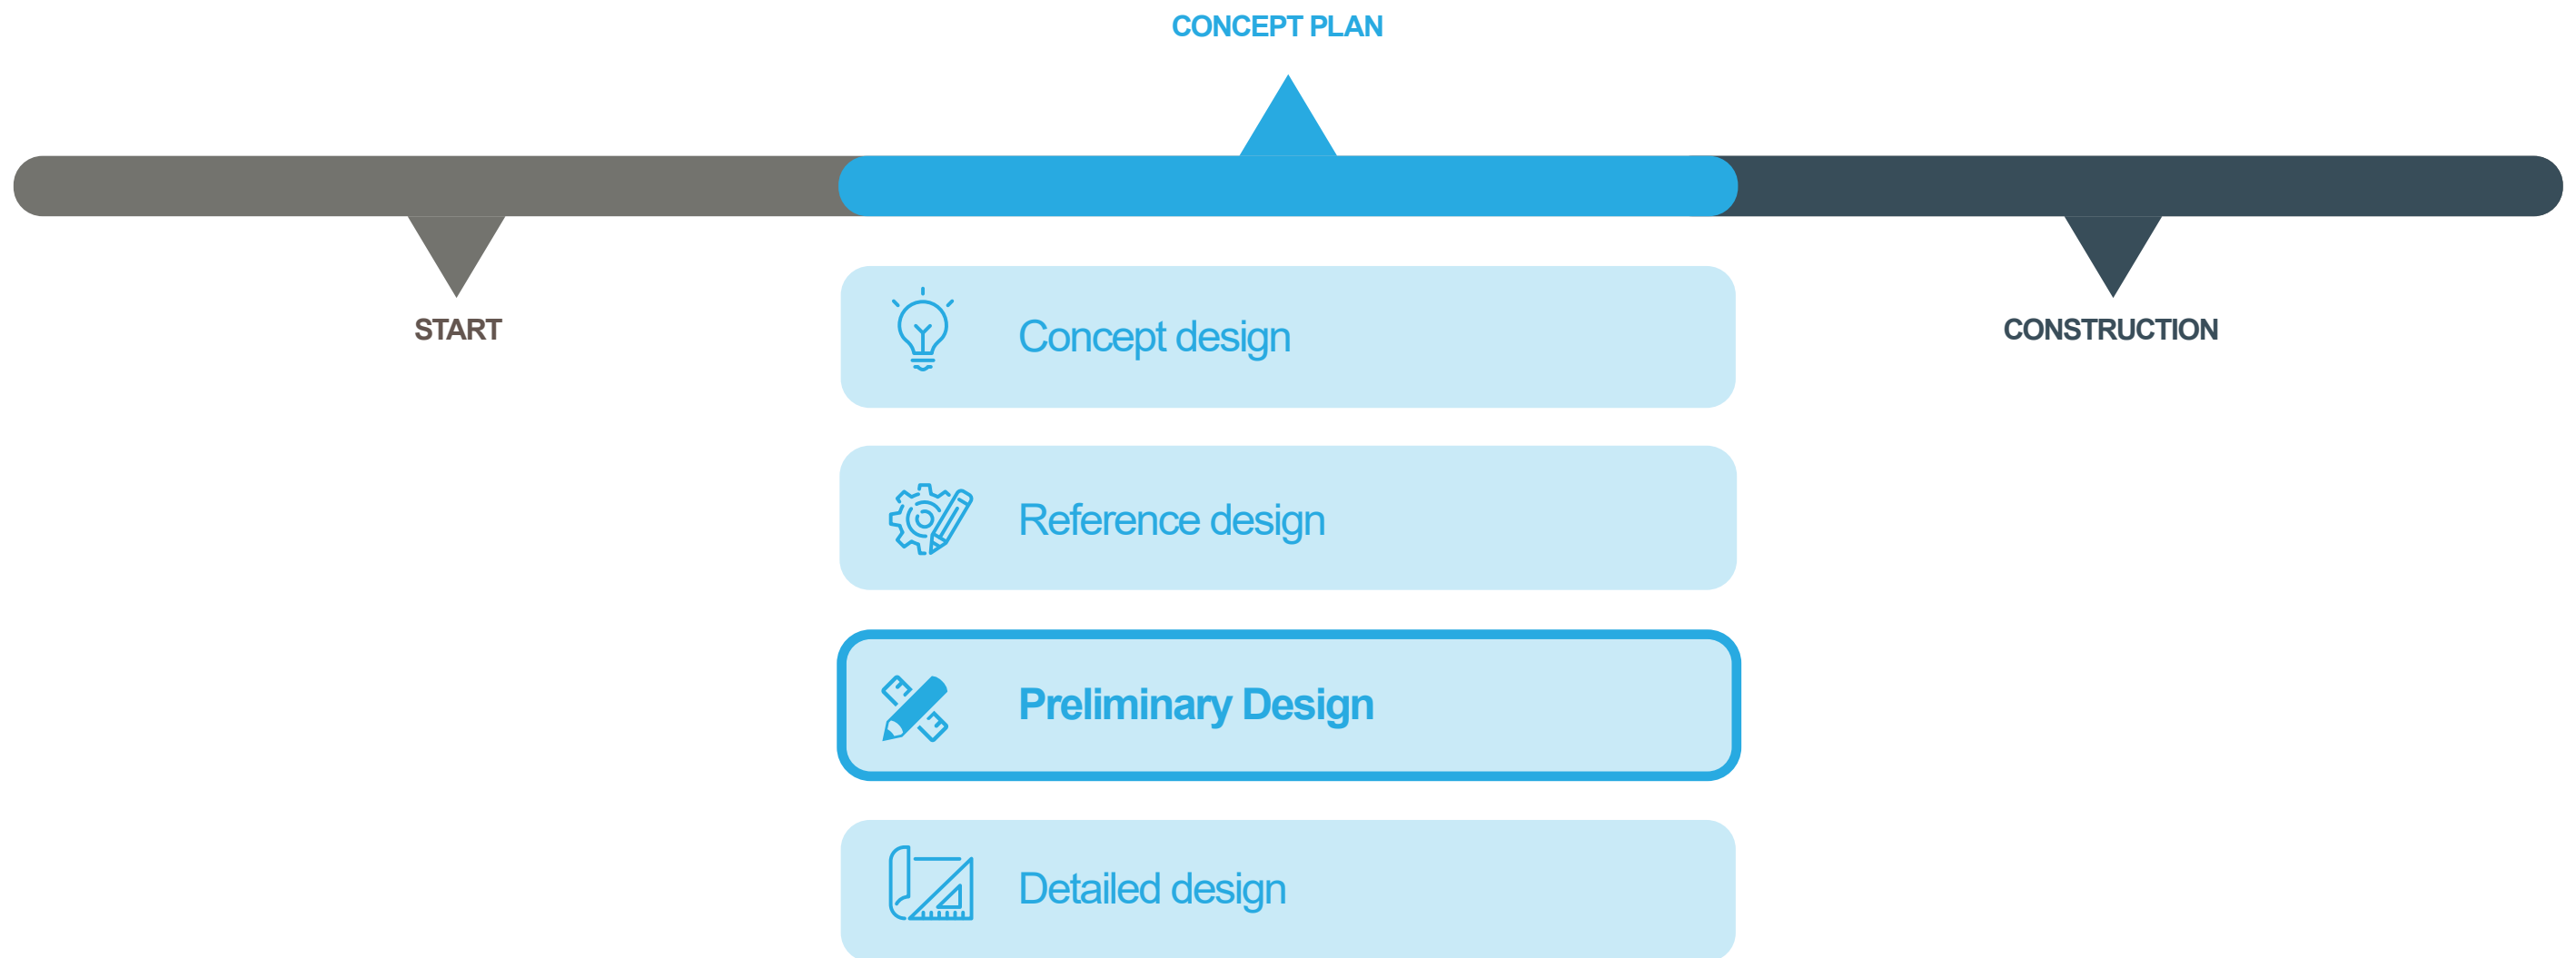 CONCEPT PLAN
START
CONSTRUCTION
Concept design
Reference design
Preliminary Design
Detailed design